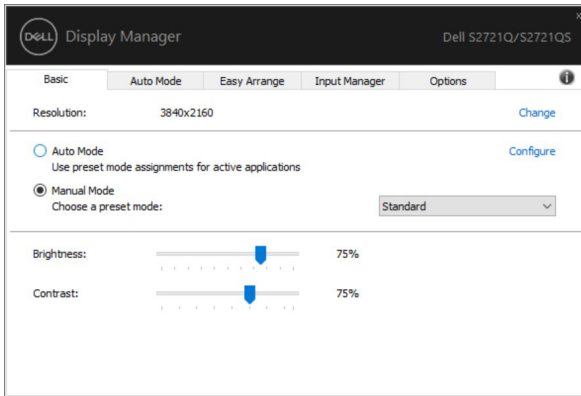 DELL Display Manager Dell S2721Q/S2721QS
Basic Auto Mode Easy Arrange Input Manager Options
Resolution: 3840x2160 Change
Auto Mode Configure
Use preset mode assignments for active applications
Manual Mode
Choose a preset mode: Standard
Brightness: 75%
Contrast: 75%